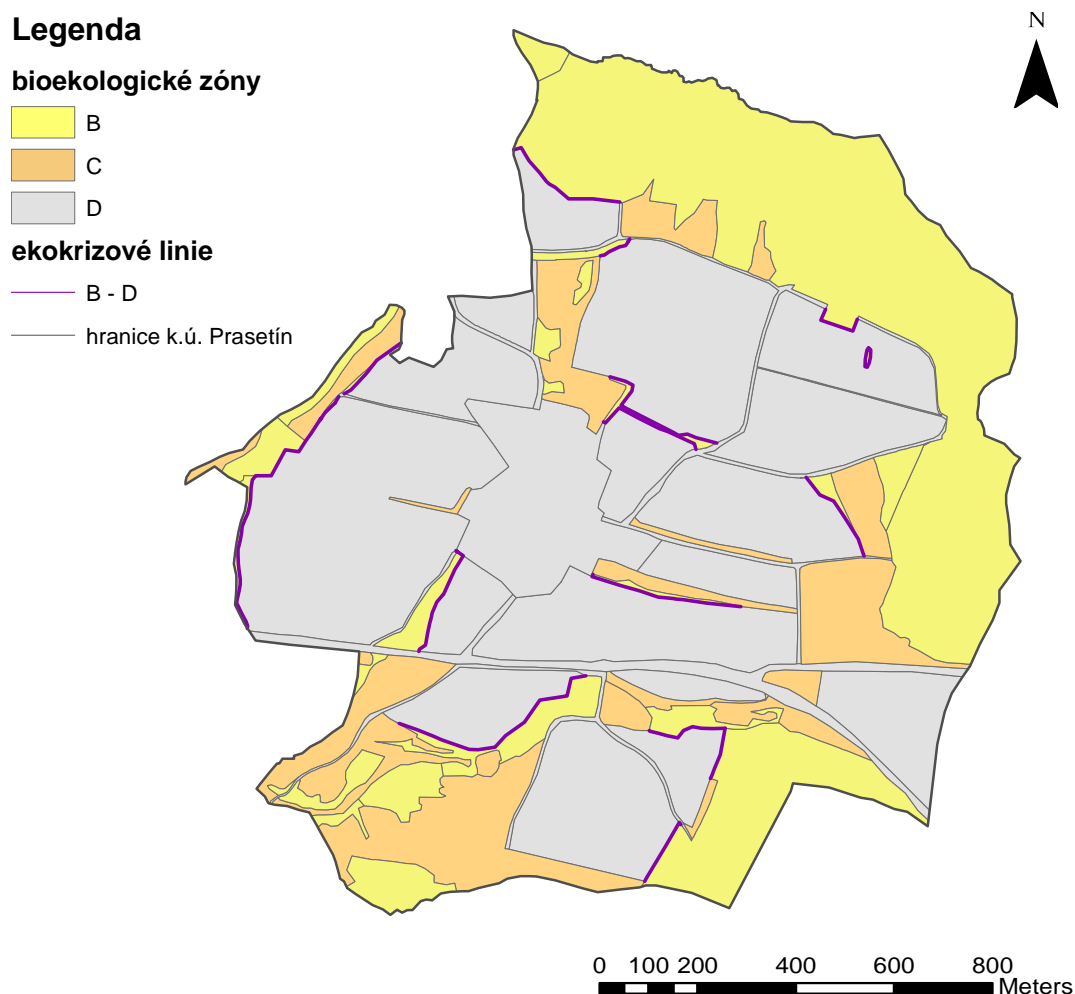 Legenda
bioekologické zóny
B
C
D
ekokrizové linie
B - D
hranice k.ú. Prasetín
N
0 100 200 400 600 800
Meters